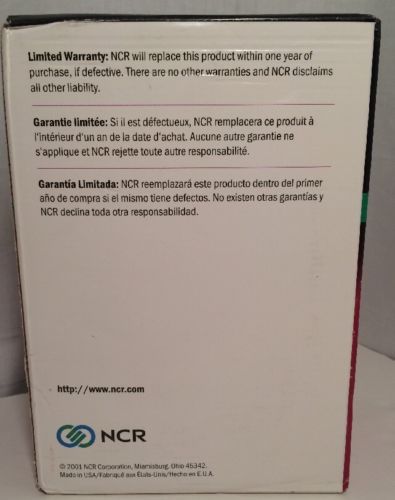 Limited Warranty: NCR will replace this product within one year of
purchase, if defective. There are no other warranties and NCR disclaims
all other liability.
Garantie limitée: Si il est défectueux, NCR remplacera ce produit à
l'intérieur d'un an de la date d'achat. Aucune autre garantie ne
s'applique et NCR rejette toute autre responsabilité.
Garantía Limitada: NCR reemplazará este producto dentro del primer
año de compra si el mismo tiene defectos. No existen otras garantías y
NCR declina toda otra responsabilidad.
http://www.ncr.com
NCR
© 2001 NCR Corporation, Miamisburg, Ohio 45342.
Made in USA/Fabriqué aux États-Unis/Hecho en E.U.A.